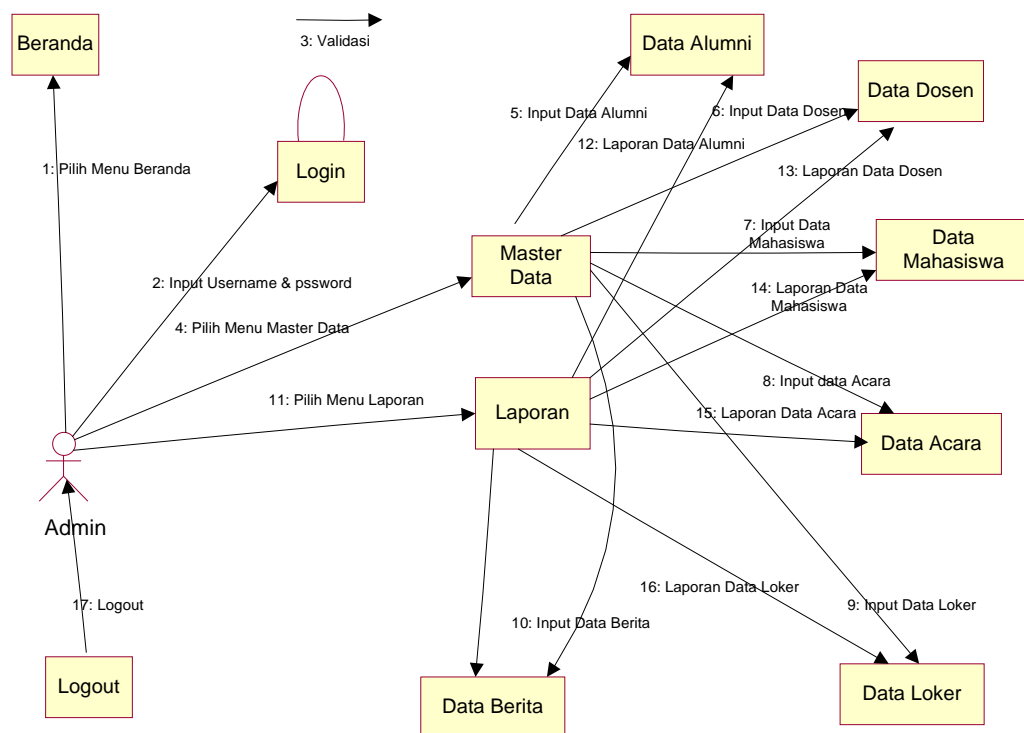 3: Validasi
Beranda
Data Alumni
Data Dosen
5: Input Data Alumni
6: Input Data Dosen
12: Laporan Data Alumni
1: Pilih Menu Beranda
Login
13: Laporan Data Dosen
7: Input Data
Mahasiswa
Data
Mahasiswa
Master
Data
2: Input Username & pssword
14: Laporan Data
Mahasiswa
4: Pilih Menu Master Data
8: Input data Acara
11: Pilih Menu Laporan
Laporan
15: Laporan Data Acara
Data Acara
Admin
16: Laporan Data Loker
17: Logout
10: Input Data Berita
9: Input Data Loker
Logout
Data Berita
Data Loker